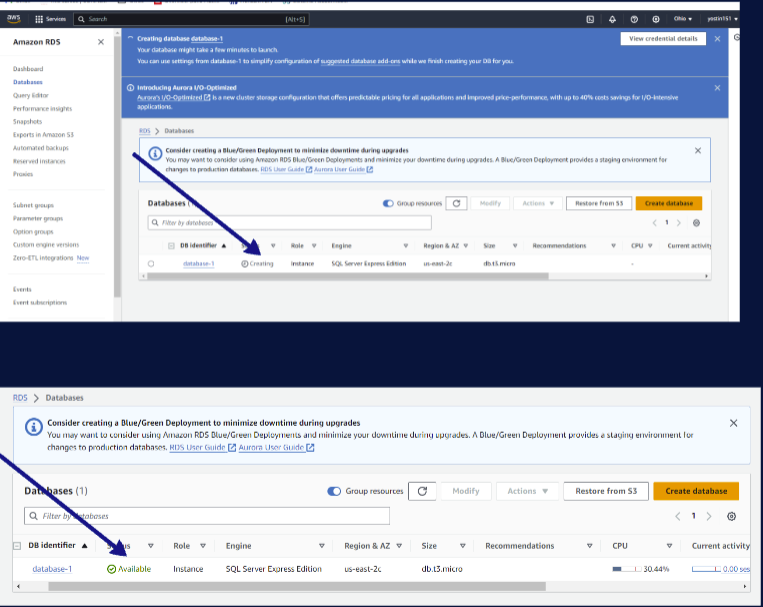 aws
Services
Search
[Alt+S]
Ohio
yostin151
Amazon RDS
Dashboard
Databases
Query Editor
Performance insights
Snapshots
Exports in Amazon S3
Automated backups
Reserved instances
Proxies
Subnet groups
Parameter groups
Option groups
Custom engine versions
Zero-ETL integrations New
Events
Event subscriptions
Creating database database-1
Your database might take a few minutes to launch.
You can use settings from database-1 to simplify configuration of suggested database add-ons while we finish creating your DB for you.
View credential details
Introducing Aurora I/O-Optimized
Aurora's I/O-Optimized is a new cluster storage configuration that offers predictable pricing for all applications and improved price-performance, with up to 40% costs savings for I/O-intensive
applications.
RDS > Databases
Consider creating a Blue/Green Deployment to minimize downtime during upgrades
You may want to consider using Amazon RDS Blue/Green Deployments and minimize your downtime during upgrades. A Blue/Green Deployment provides a staging environment for
changes to production databases. RDS User Guide Aurora User Guide
Databases
Group resources
Modify
Actions
Restore from S3
Create database
Filter by databases
1
DB identifier Role Engine Region & AZ Size Recommendations CPU Current activity
database-1 Creating Instance SQL Server Express Edition us-east-2c db.t3.micro -
RDS > Databases
Consider creating a Blue/Green Deployment to minimize downtime during upgrades
You may want to consider using Amazon RDS Blue/Green Deployments and minimize your downtime during upgrades. A Blue/Green Deployment provides a staging environment for
changes to production databases. RDS User Guide Aurora User Guide
Databases (1)
Group resources
Modify
Actions
Restore from S3
Create database
Filter by databases
1
DB identifier Status Role Engine Region & AZ Size Recommendations CPU Current activity
database-1 Available Instance SQL Server Express Edition us-east-2c db.t3.micro 30.44% 0.00 ses